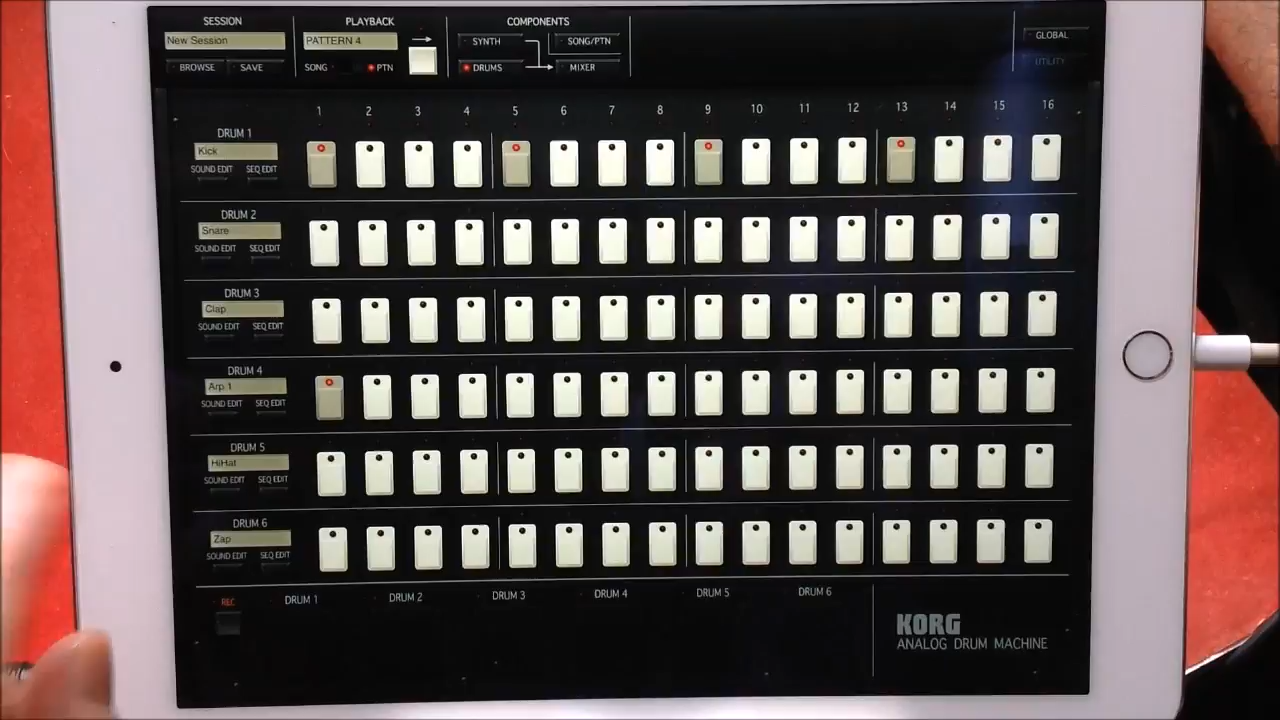 SESSION PLAYBACK COMPONENTS
New Session PATTERN 4 SYNTH SONG/PTN GLOBAL
BROWSE SAVE SONG PTN DRUMS MIXER UTILITY
1 2 3 4 5 6 7 8 9 10 11 12 13 14 15 16
DRUM 1
Kick
SOUND EDIT SEQ EDIT
DRUM 2
Snare
SOUND EDIT SEQ EDIT
DRUM 3
Clap
SOUND EDIT SEQ EDIT
DRUM 4
Arp 1
SOUND EDIT SEQ EDIT
DRUM 5
HiHat
SOUND EDIT SEQ EDIT
DRUM 6
Zap
SOUND EDIT SEQ EDIT
REC DRUM 1 DRUM 2 DRUM 3 DRUM 4 DRUM 5 DRUM 6
KORG
ANALOG DRUM MACHINE